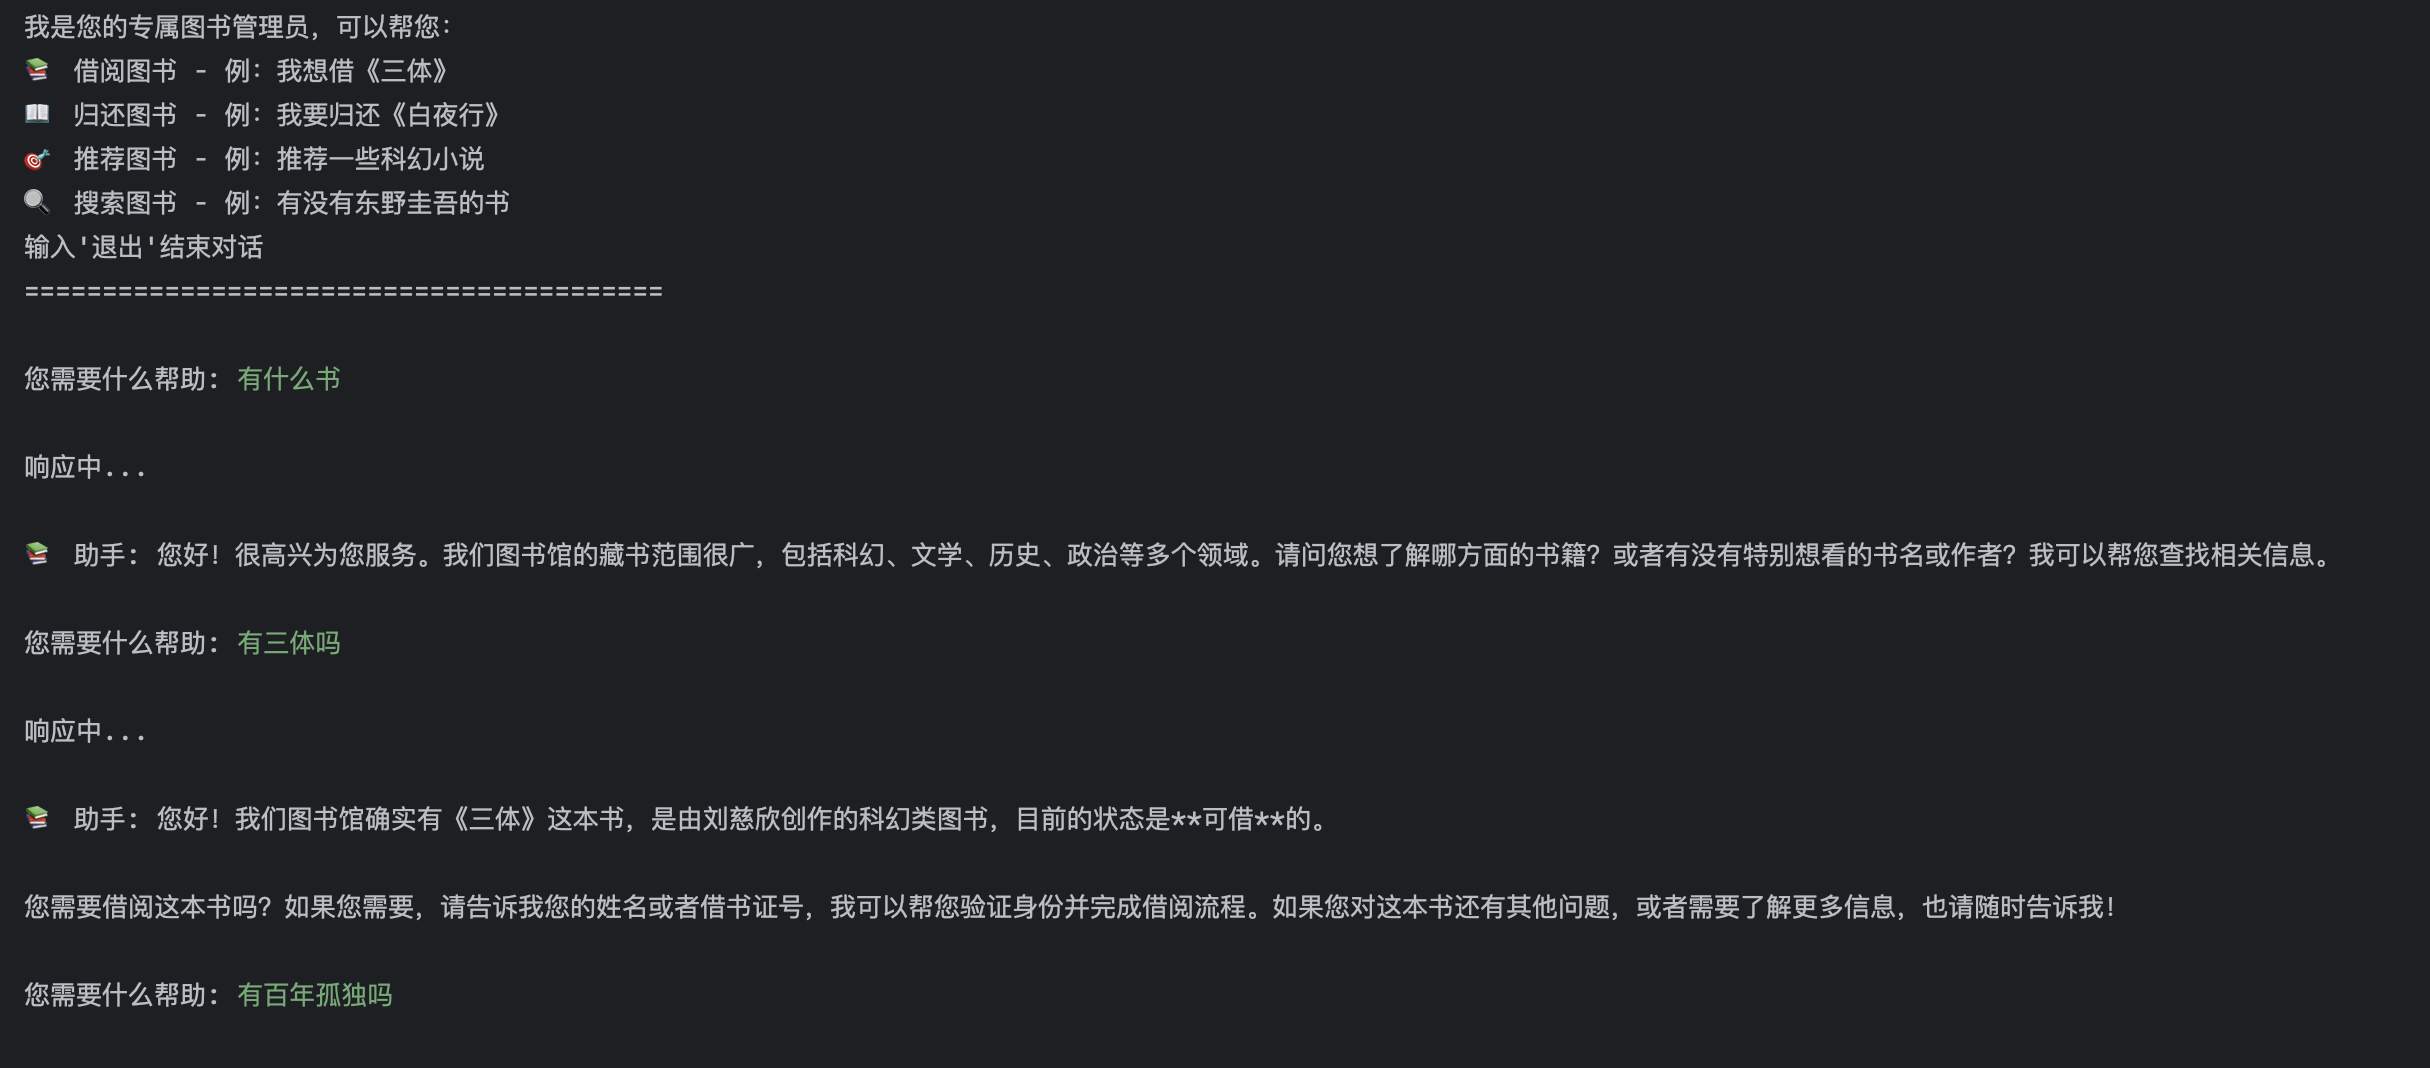 我是您的专属图书管理员，可以帮您：
📚 借阅图书 - 例：我想借《三体》
📖 归还图书 - 例：我要归还《白夜行》
🎯 推荐图书 - 例：推荐一些科幻小说
🔍 搜索图书 - 例：有没有东野圭吾的书
输入'退出'结束对话
=========================================
您需要什么帮助：有什么书
响应中...
📚 助手：您好！很高兴为您服务。我们图书馆的藏书范围很广，包括科幻、文学、历史、政治等多个领域。请问您想了解哪方面的书籍？或者有没有特别想看的书名或作者？我可以帮您查找相关信息。
您需要什么帮助：有三体吗
响应中...
📚 助手：您好！我们图书馆确实有《三体》这本书，是由刘慈欣创作的科幻类图书，目前的状态是**可借**的。
您需要借阅这本书吗？如果您需要，请告诉我您的姓名或者借书证号，我可以帮您验证身份并完成借阅流程。如果您对这本书还有其他问题，或者需要了解更多信息，也请随时告诉我！
您需要什么帮助：有百年孤独吗